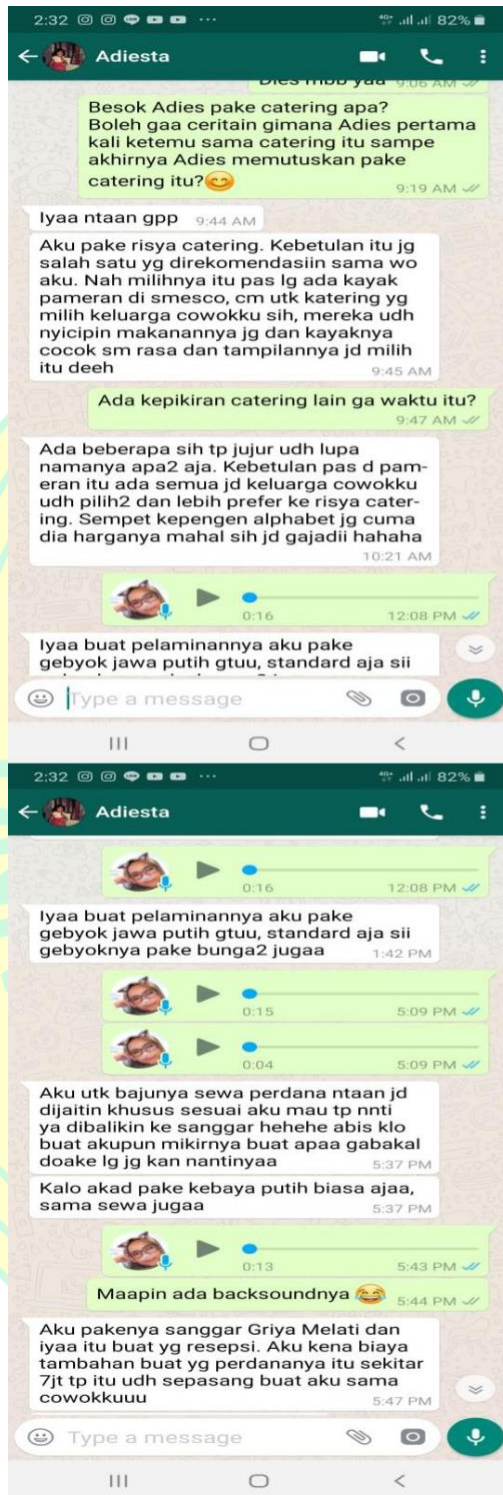 2:32
82%
Adiesta
Dies mbb yaa 9:06 AM
Besok Adies pake catering apa?
Boleh gaa ceritain gimana Adies pertama
kali ketemu sama catering itu sampe
akhirnya Adies memutuskan pake
catering itu?😊
9:19 AM
Iyaa ntaan gpp 9:44 AM
Aku pake risya catering. Kebetulan itu jg
salah satu yg direkomendasiin sama wo
aku. Nah milihnya itu pas lg ada kayak
pameran di smesco, cm utk katering yg
milih keluarga cowokku sih, mereka udh
nyicipin makanannya jg dan kayaknya
cocok sm rasa dan tampilannya jd milih
itu deeh
9:45 AM
Ada kepikiran catering lain ga waktu itu?
9:47 AM
Ada beberapa sih tp jujur udh lupa
namanya apa2 aja. Kebetulan pas d pam-
eran itu ada semua jd keluarga cowokku
udh pilih2 dan lebih prefer ke risya cater-
ing. Sempet kepengen alphabet jg cuma
dia harganya mahal sih jd gajadii hahaha
10:21 AM
0:16 12:08 PM
Iyaa buat pelaminannya aku pake
gebyok jawa putih gtuu, standard aja sii
Type a message
2:32
82%
Adiesta
0:16 12:08 PM
Iyaa buat pelaminannya aku pake
gebyok jawa putih gtuu, standard aja sii
gebyoknya pake bunga2 jugaa 1:42 PM
0:15 5:09 PM
0:04 5:09 PM
Aku utk bajunya sewa perdana ntaan jd
dijaitin khusus sesuai aku mau tp nnti
ya dibalikin ke sanggar hehehe abis klo
buat akupun mikirnya buat apaa gabakal
doake lg jg kan nantinyaa
5:37 PM
Kalo akad pake kebaya putih biasa ajaa,
sama sewa jugaa
5:37 PM
0:13 5:43 PM
Maapin ada backsoundnya 😂 5:44 PM
Aku pakenya sanggar Griya Melati dan
iyaa itu buat yg resepsi. Aku kena biaya
tambahan buat yg perdananya itu sekitar
7jt tp itu udh sepasang buat aku sama
cowokkuuu
5:47 PM
Type a message